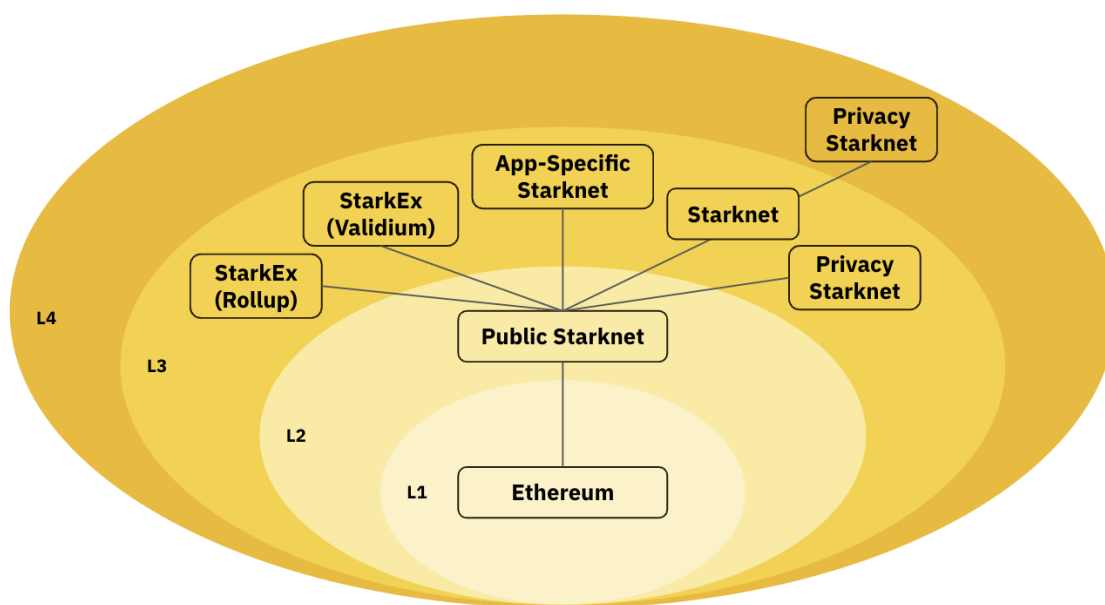 Privacy
Starknet
App-Specific
Starknet
StarkEx
(Validium)
Starknet
StarkEx
(Rollup)
Privacy
Starknet
L4
Public Starknet
L3
L2
L1
Ethereum